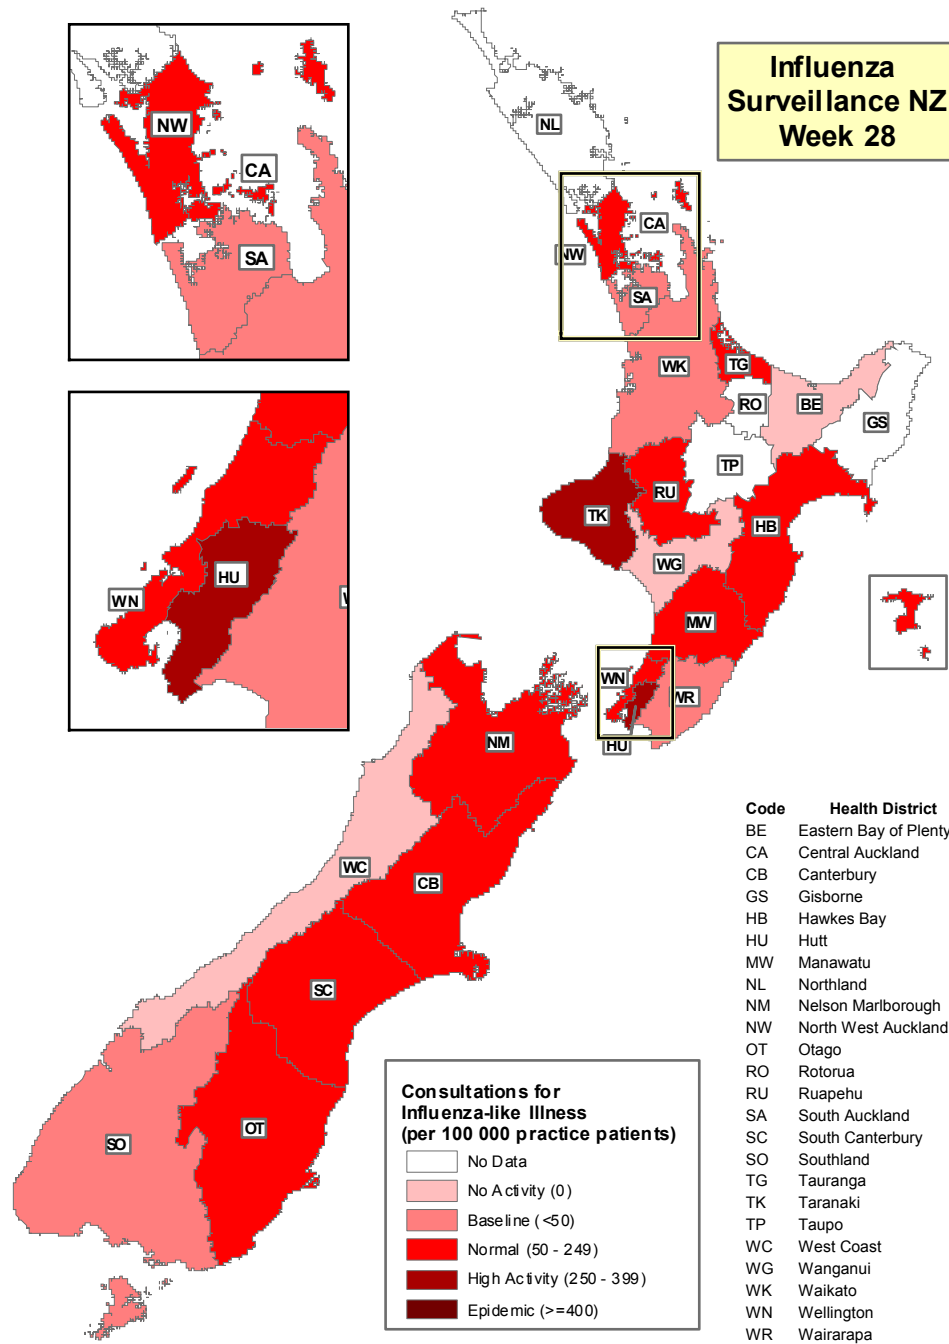 Influenza
Surveillance NZ
Week 28
NW
CA
SA
NL
CA
NW
SA
WK
TG
RO
BE
GS
TP
RU
TK
HB
WG
MW
HU
WN
WN
WR
HU
NM
WC
CB
SC
OT
SO
Consultations for
Influenza-like Illness
(per 100 000 practice patients)
No Data
No Activity (0)
Baseline (<50)
Normal (50 - 249)
High Activity (250 - 399)
Epidemic (>=400)
Code Health District
BE Eastern Bay of Plenty
CA Central Auckland
CB Canterbury
GS Gisborne
HB Hawkes Bay
HU Hutt
MW Manawatu
NL Northland
NM Nelson Marlborough
NW North West Auckland
OT Otago
RO Rotorua
RU Ruapehu
SA South Auckland
SC South Canterbury
SO Southland
TG Tauranga
TK Taranaki
TP Taupo
WC West Coast
WG Wanganui
WK Waikato
WN Wellington
WR Wairarapa